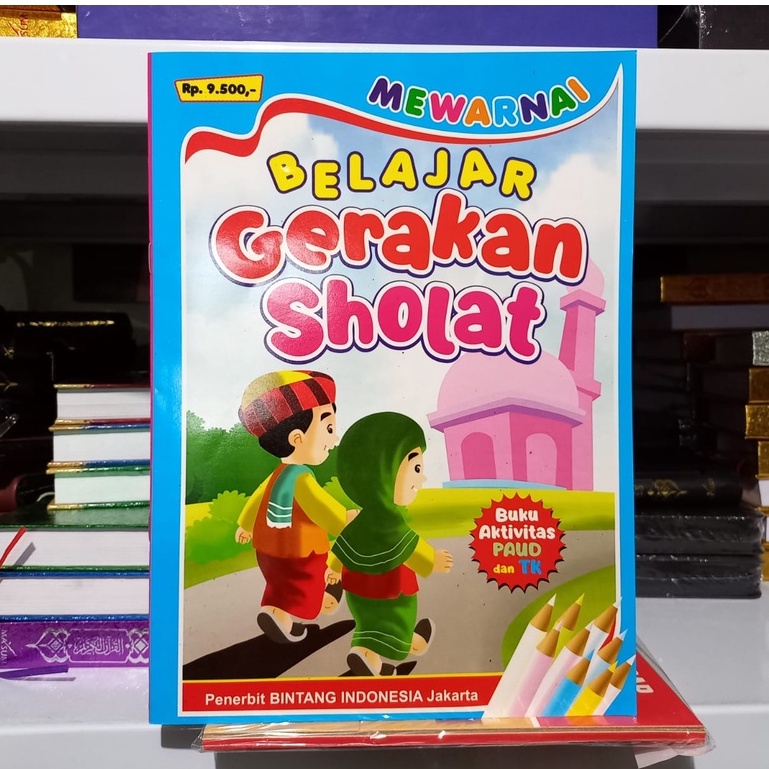 Rp. 9.500,-
MEWARNAI
BELAJAR
Gerakan
Sholat
Buku
Aktivitas
PAUD
dan TK
Penerbit BINTANG INDONESIA Jakarta